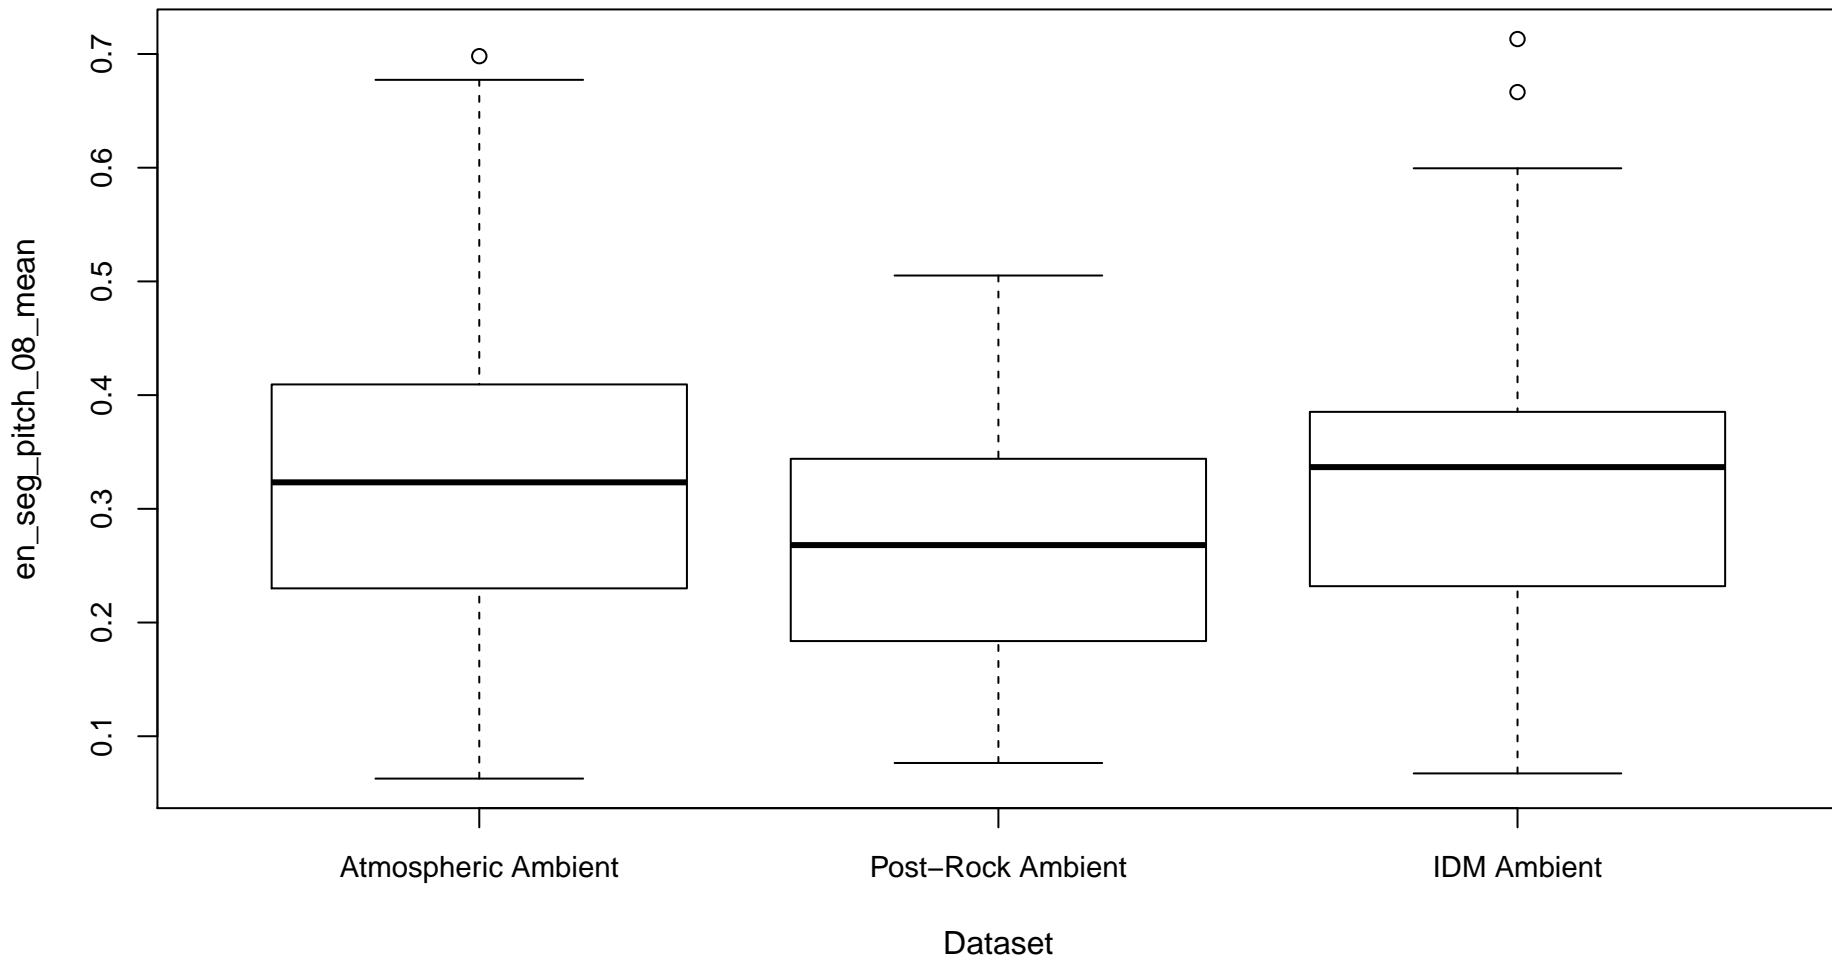 en_seg_pitch_08_mean
0.7
0.6
0.5
0.4
0.3
0.2
0.1
Atmospheric Ambient
Post−Rock Ambient
IDM Ambient
Dataset